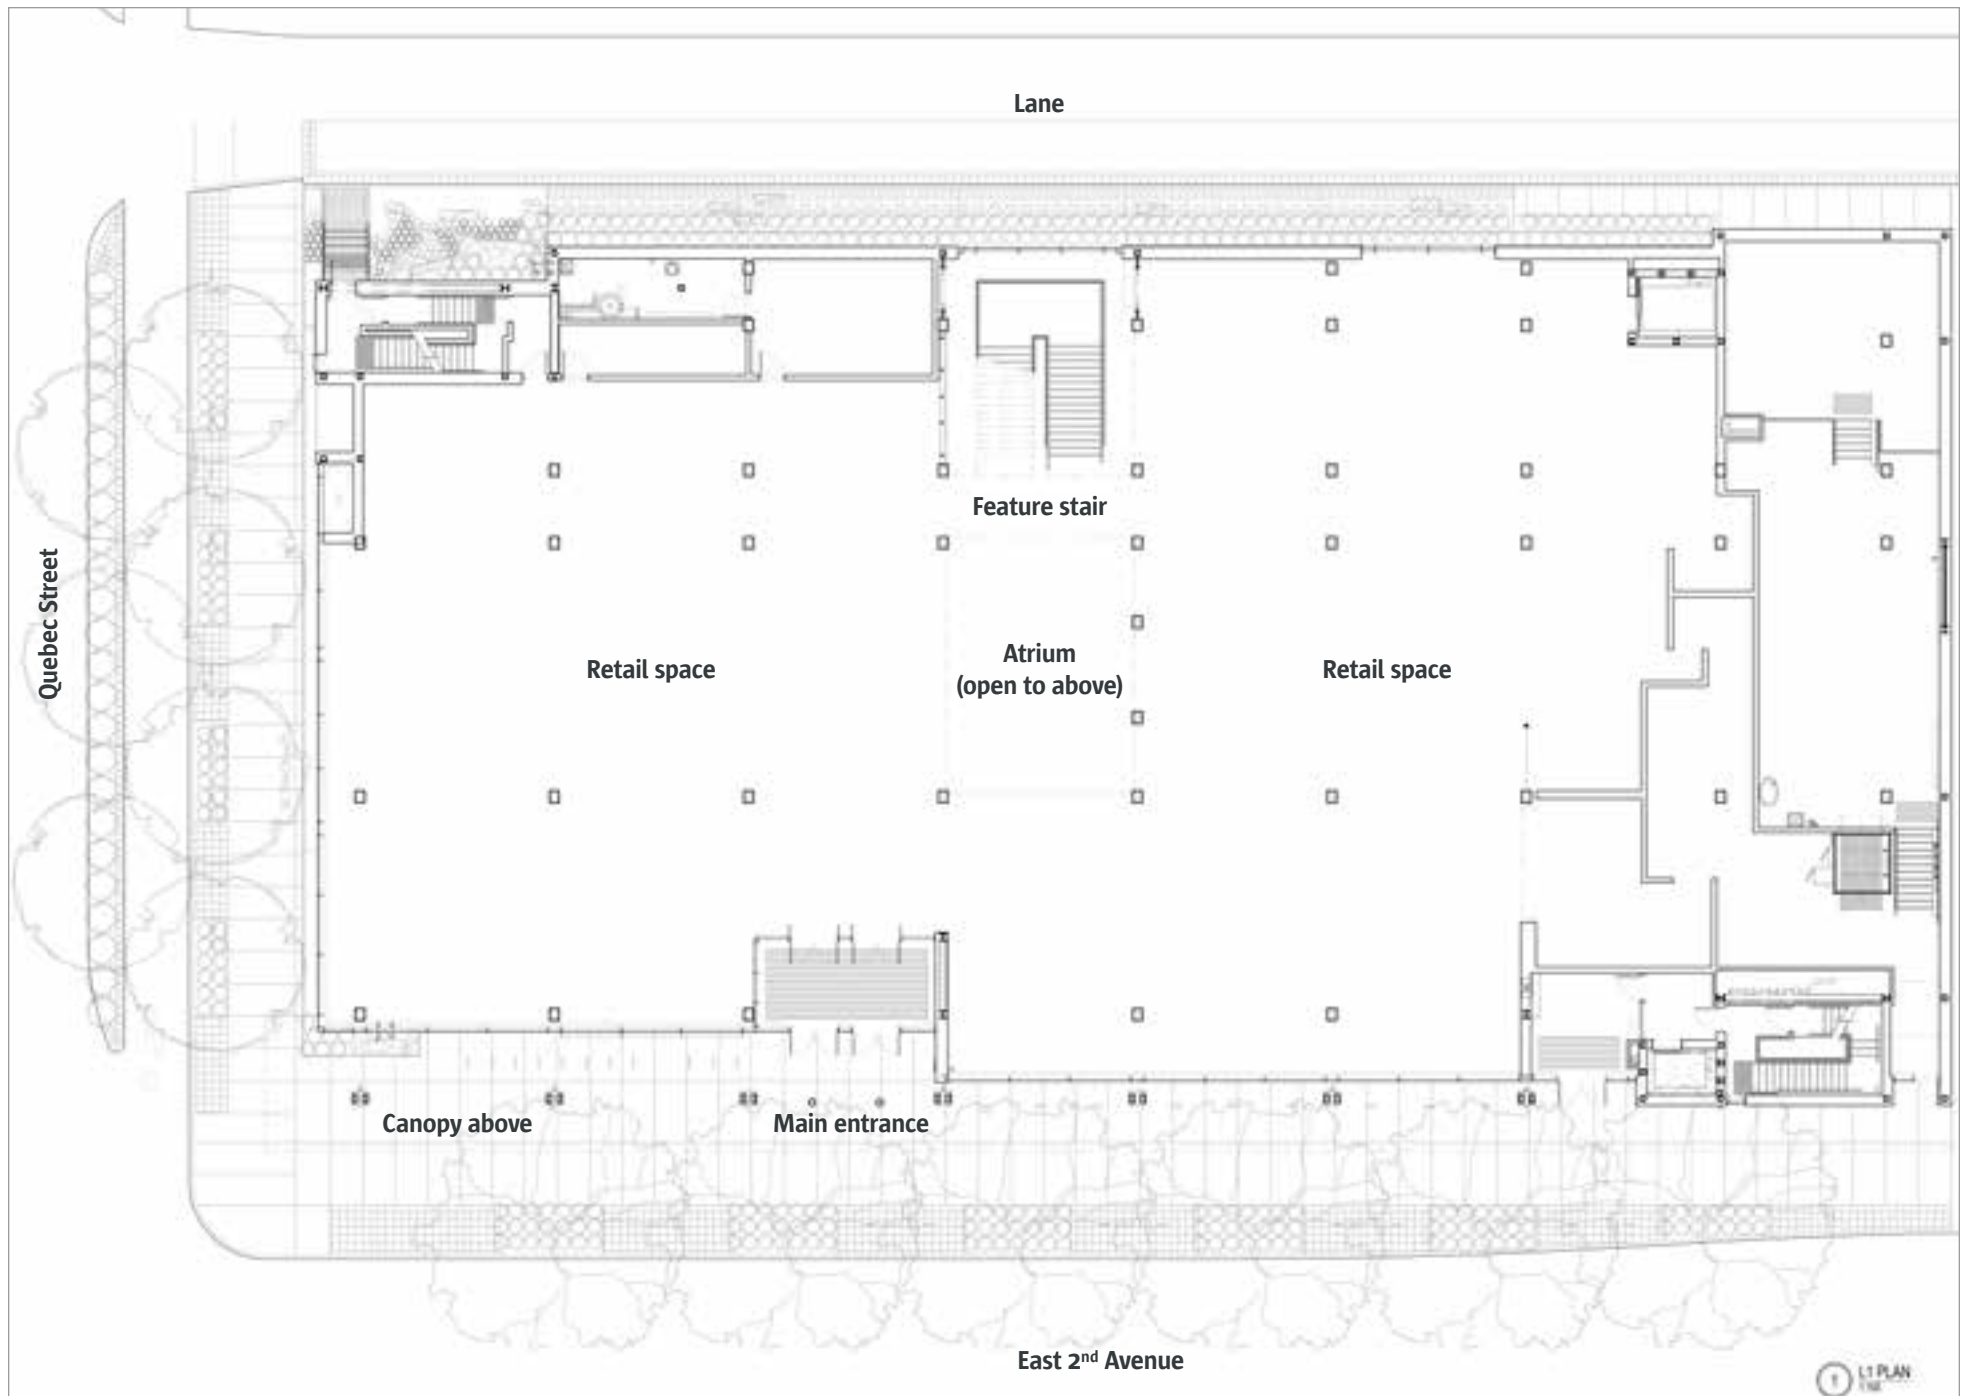 Lane
Feature stair
Quebec Street
Retail space
Atrium
(open to above)
Retail space
Canopy above
Main entrance
East 2nd Avenue
1
L1 PLAN